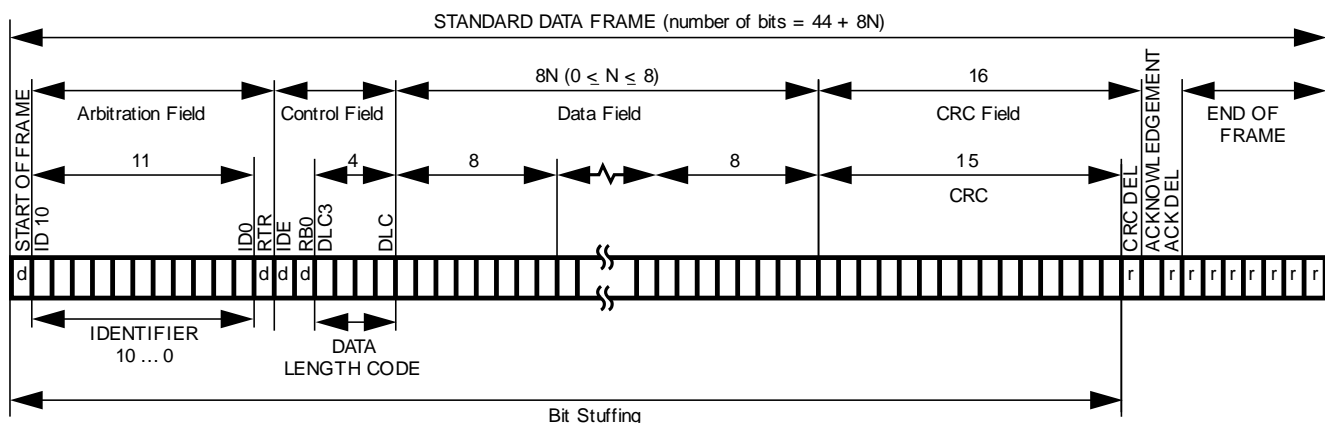 STANDARD DATA FRAME (number of bits = 44 + 8N)
8N (0 ≤ N ≤ 8)
16
Arbitration Field
Control Field
Data Field
CRC Field
END OF
FRAME
11
4
8
8
15
CRC
START OF FRAME
ID 10
ID0
RTR
IDE
RB0
DLC3
DLC
CRC DEL
ACKNOWLEDGEMENT
ACK DEL
d d d d r r r r r r r r r
IDENTIFIER
10 ... 0
DATA
LENGTH CODE
Bit Stuffing